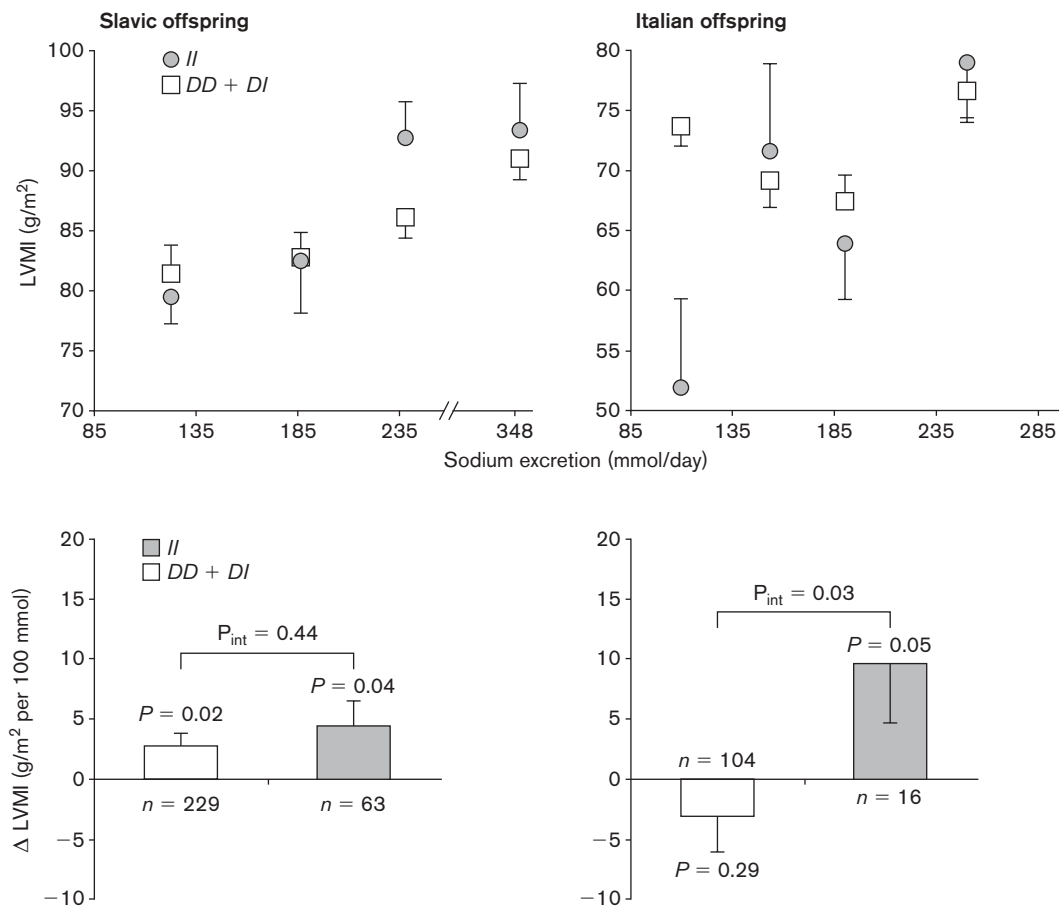 Slavic offspring
Italian offspring
II
DD + DI
LVMI (g/m²)
100
95
90
85
80
75
70
85 135 185 235 348
80
75
70
65
60
55
50
85 135 185 235 285
Sodium excretion (mmol/day)
II
DD + DI
Δ LVMI (g/m² per 100 mmol)
20
15
10
5
0
−5
−10
P_int = 0.44
P = 0.02
P = 0.04
n = 229
n = 63
20
15
10
5
0
−5
−10
P_int = 0.03
P = 0.05
n = 104
n = 16
P = 0.29